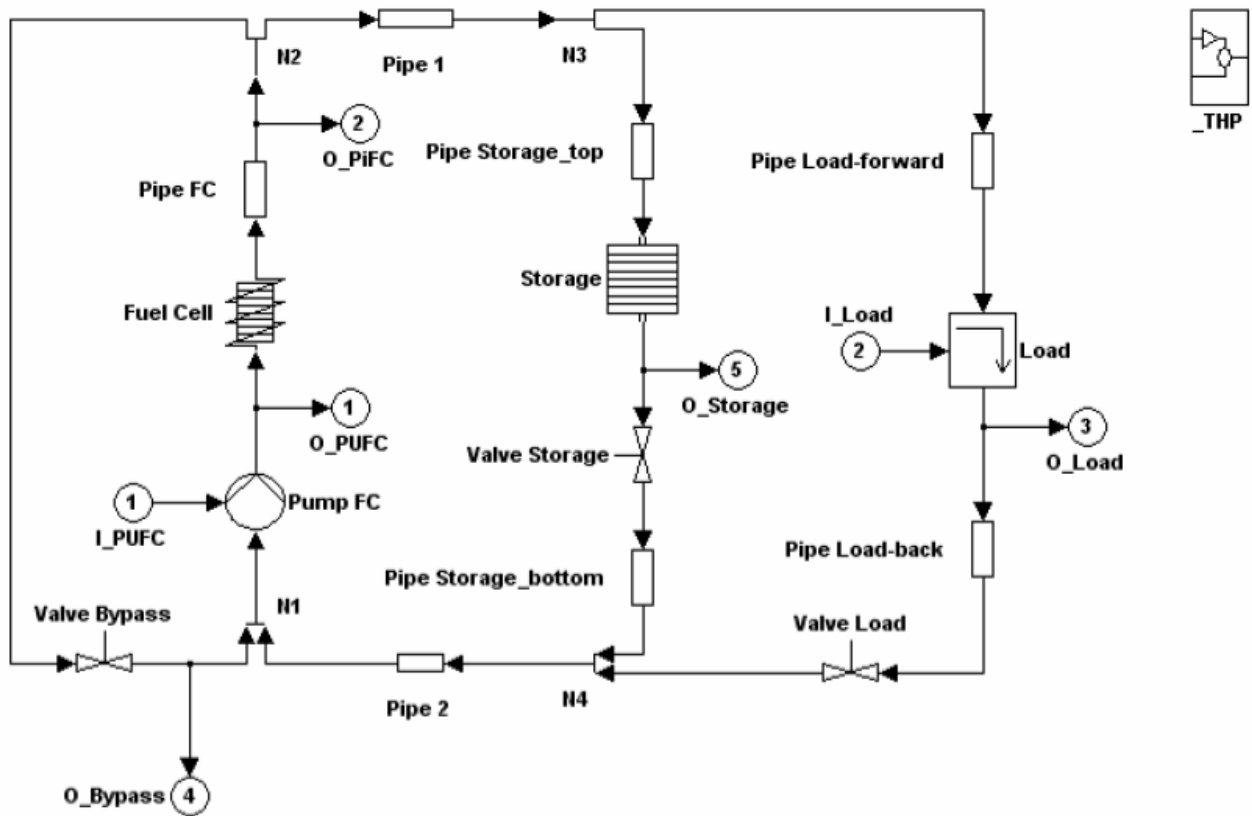 N2
Pipe 1
N3
_THP
2
O_PiFC
Pipe Storage_top
Pipe Load-forward
Pipe FC
Storage
Fuel Cell
I_Load
2
Load
5
O_Storage
1
O_PUFC
3
O_Load
Valve Storage
1
I_PUFC
Pump FC
Pipe Load-back
Pipe Storage_bottom
N1
Valve Bypass
Valve Load
Pipe 2
N4
O_Bypass
4